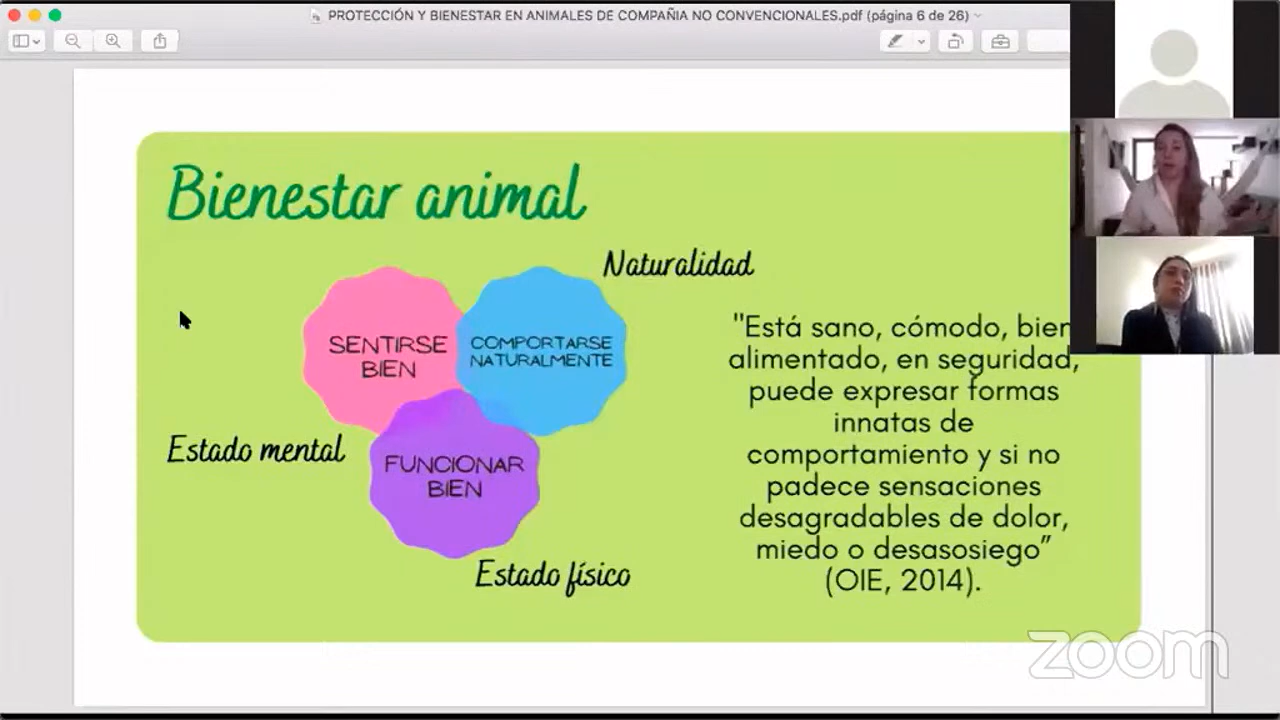 PROTECCIÓN Y BIENESTAR EN ANIMALES DE COMPAÑIA NO CONVENCIONALES.pdf (página 6 de 26)
Bienestar animal
Naturalidad
SENTIRSE
BIEN
COMPORTARSE
NATURALMENTE
Estado mental
FUNCIONAR
BIEN
Estado físico
"Está sano, cómodo, bien
alimentado, en seguridad,
puede expresar formas
innatas de
comportamiento y si no
padece sensaciones
desagradables de dolor,
miedo o desasosiego”
(OIE, 2014).
zoom